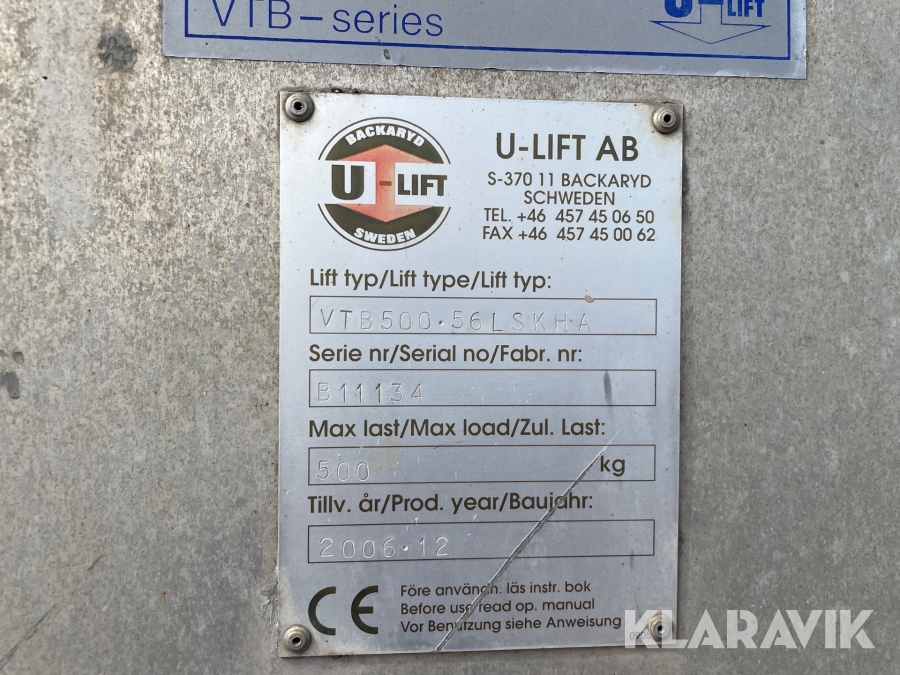 VTB-series
U-LIFT
BACKARYD
U-LIFT
SWEDEN
U-LIFT AB
S-370 11 BACKARYD
SCHWEDEN
TEL. +46 457 45 06 50
FAX +46 457 45 00 62
Lift typ/Lift type/Lift typ:
VTB500·56LSKHA
Serie nr/Serial no/Fabr. nr:
B11134
Max last/Max load/Zul. Last:
500 kg
Tillv. år/Prod. year/Baujahr:
2006·12
CE
Före användn. läs instr. bok
Before use read op. manual
Vor Benutzung siehe Anweisung
KLARAVIK